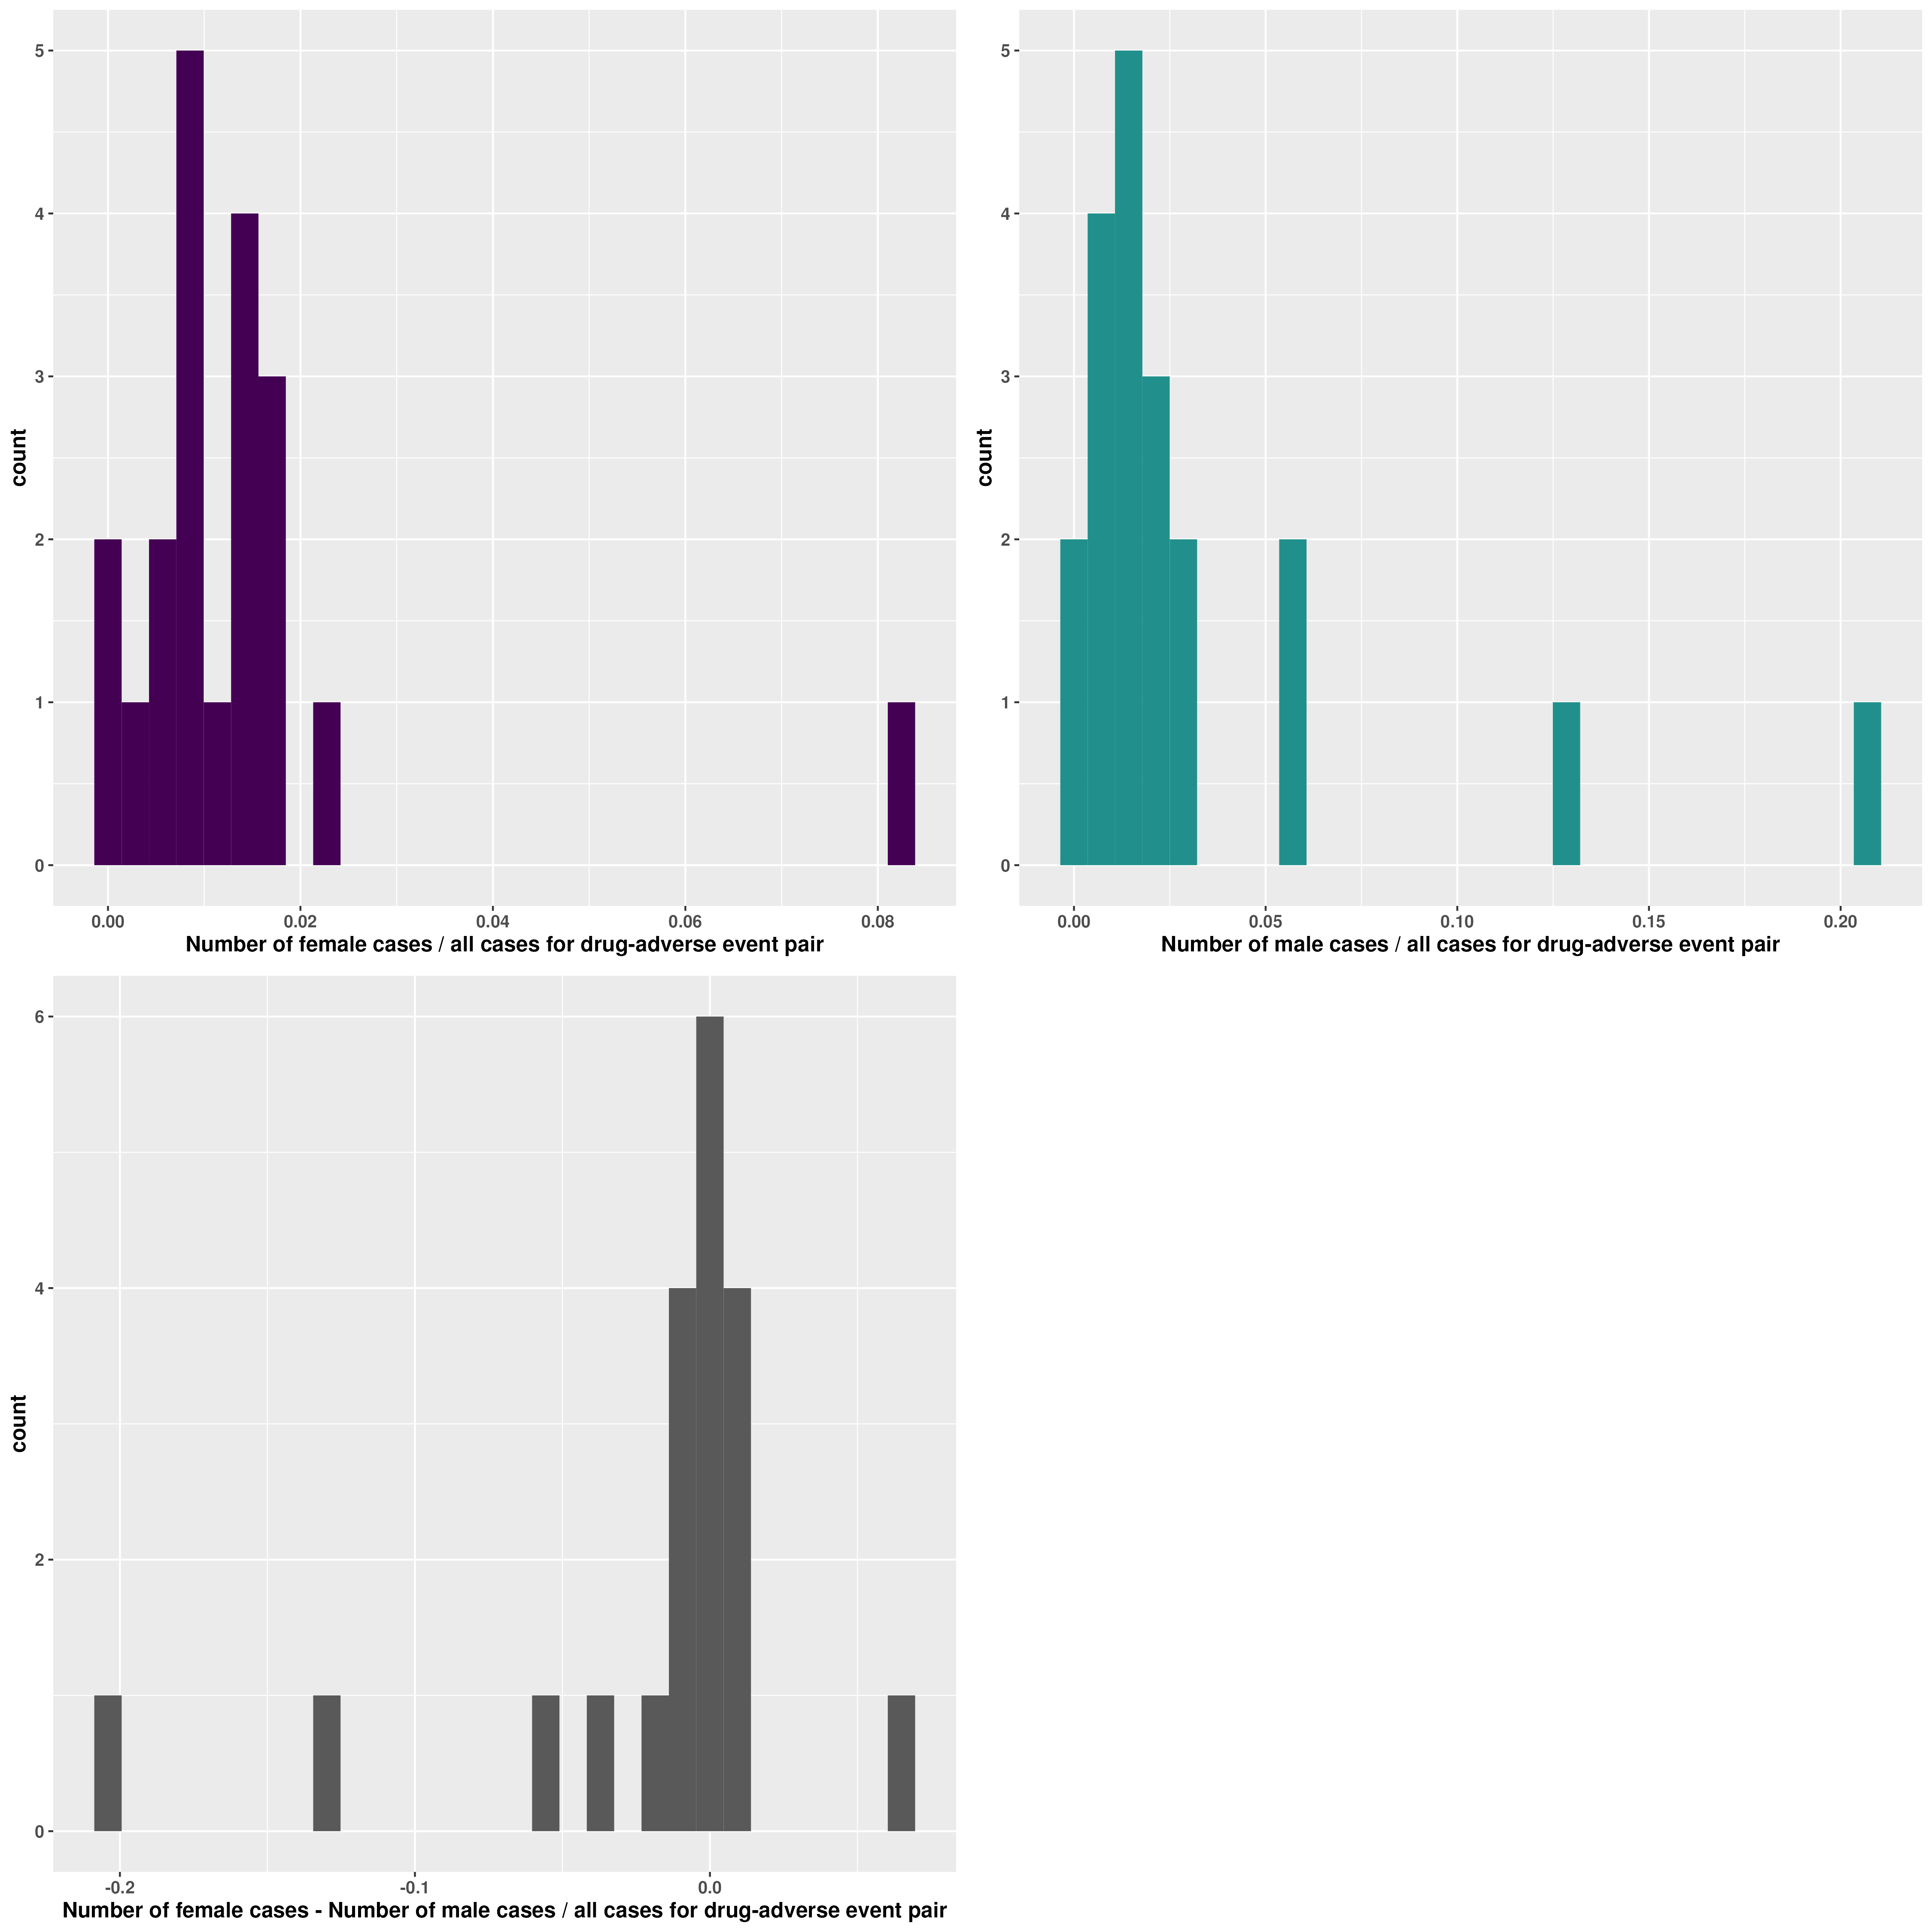 5
4
3
2
1
0
count
0.00 0.02 0.04 0.06 0.08
Number of female cases / all cases for drug-adverse event pair
5
4
3
2
1
0
count
0.00 0.05 0.10 0.15 0.20
Number of male cases / all cases for drug-adverse event pair
6
4
2
0
count
-0.2 -0.1 0.0
Number of female cases - Number of male cases / all cases for drug-adverse event pair